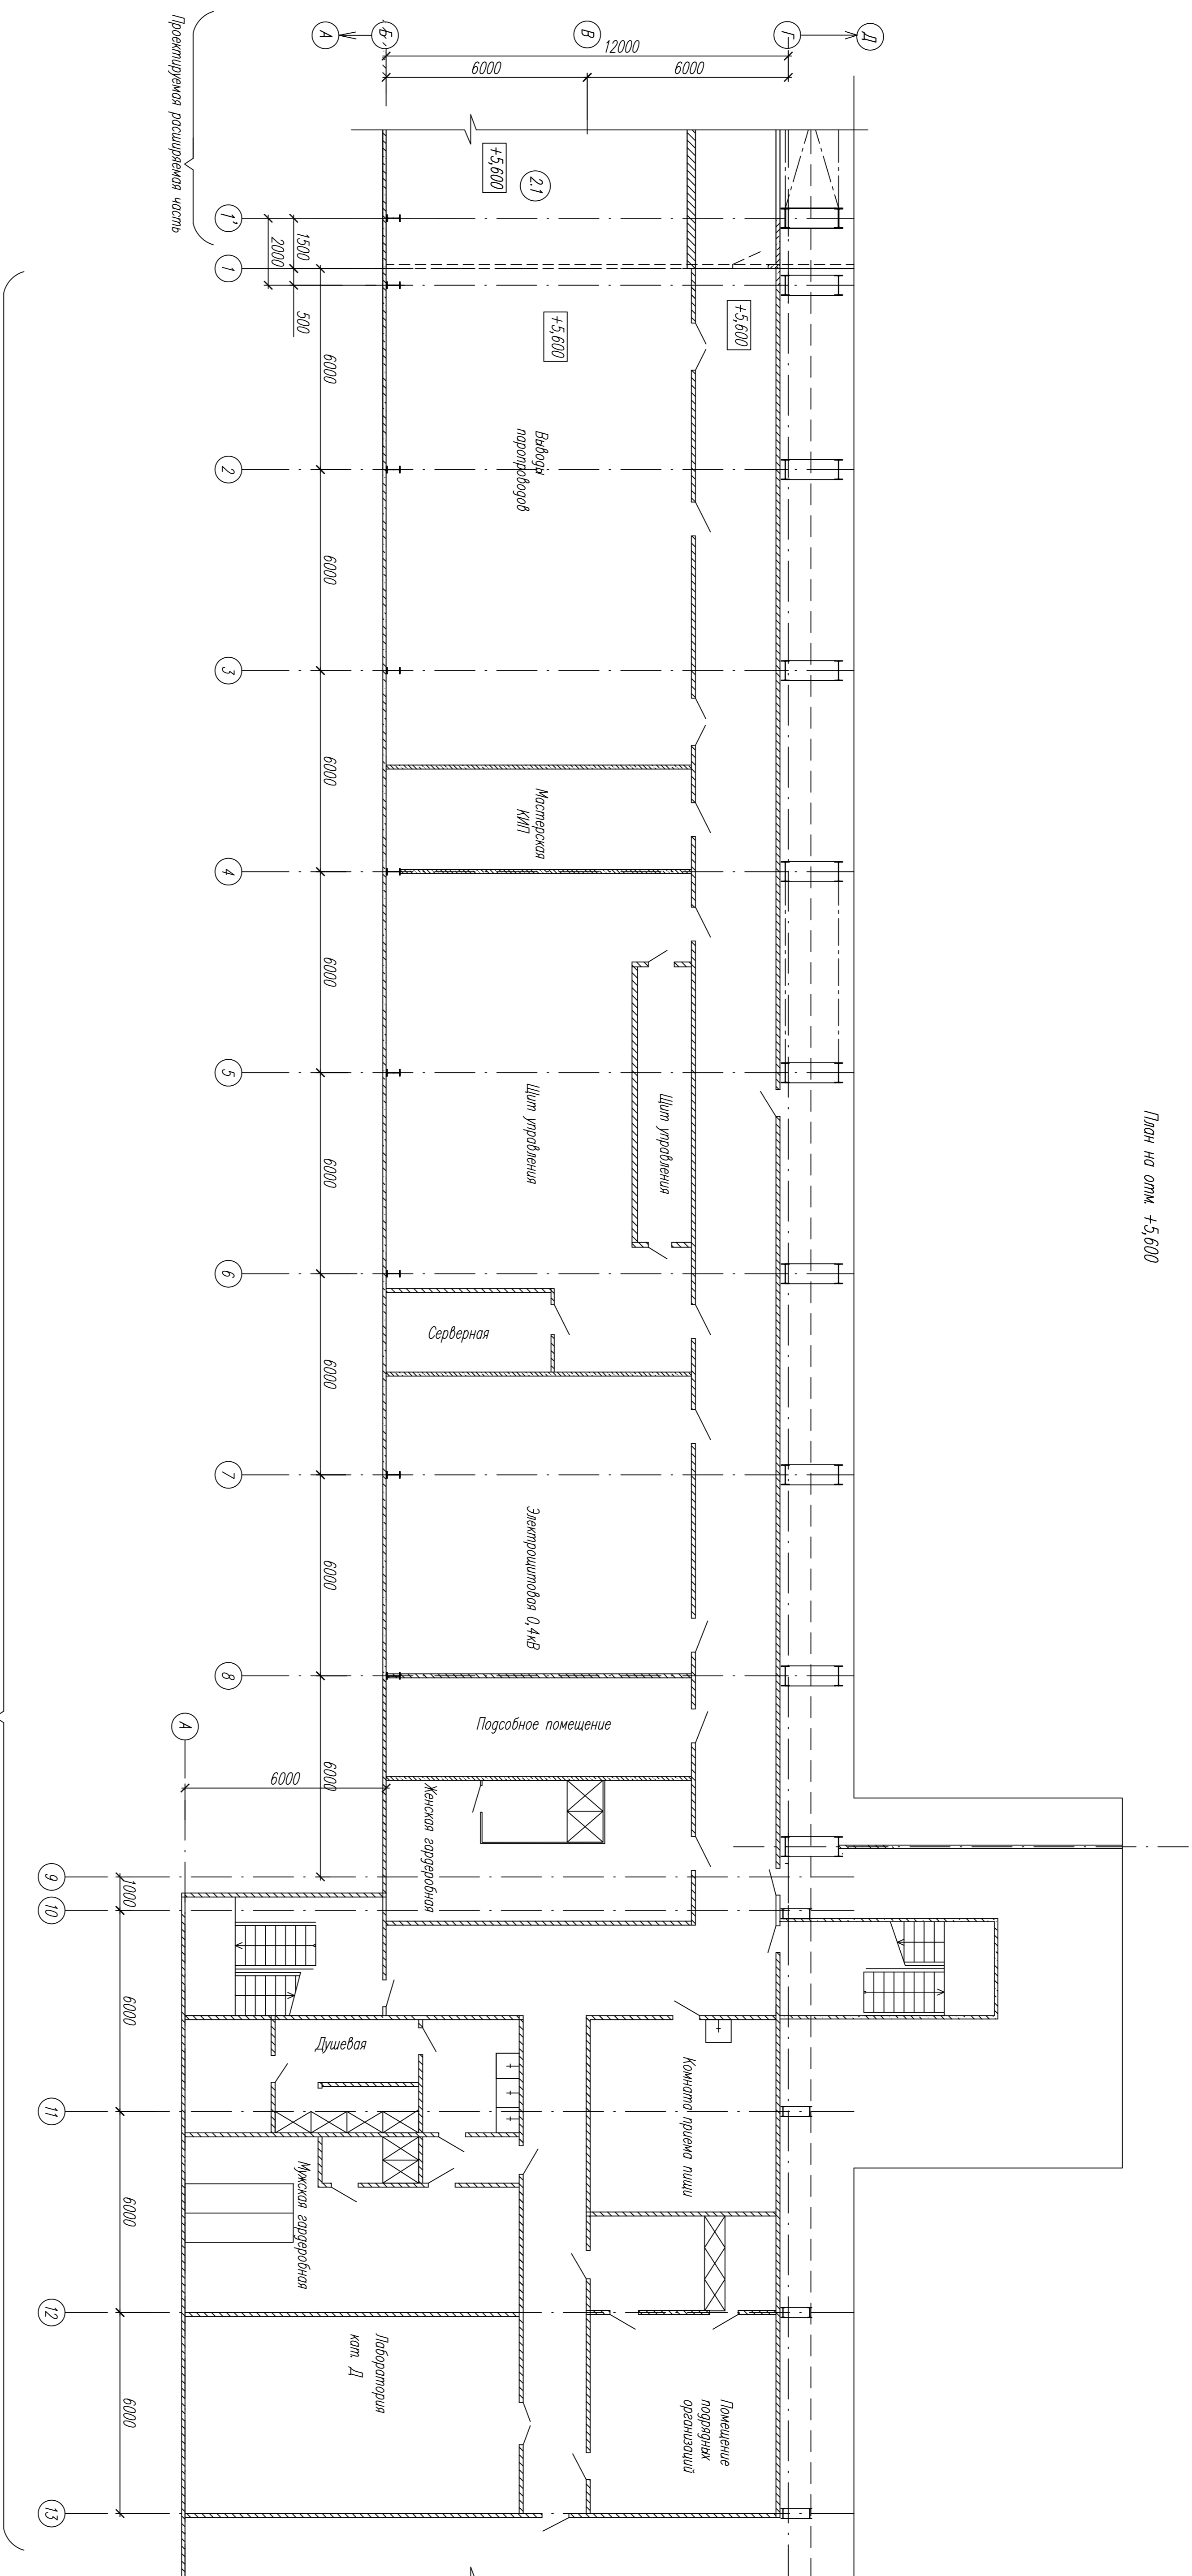 План на отм. +5,600
Д
Г
В
Б
А
12000
6000
6000
Проектируемая расширяемая часть
+5,600
2.1
+5,600
+5,600
1'
1
2
3
4
5
6
7
8
9
10
11
12
13
1500
2000
500
6000
6000
6000
6000
6000
6000
6000
6000
Выводы
паропроводов
Мастерская
КИП
Щит управления
Щит управления
Серверная
Электрощитовая 0,4кВ
Подсобное помещение
Женская гардеробная
А
6000
1000
6000
6000
6000
Душевая
Комната приема пищи
Мужская гардеробная
Лаборатория
кат. Д
Помещение
подрядных
организаций